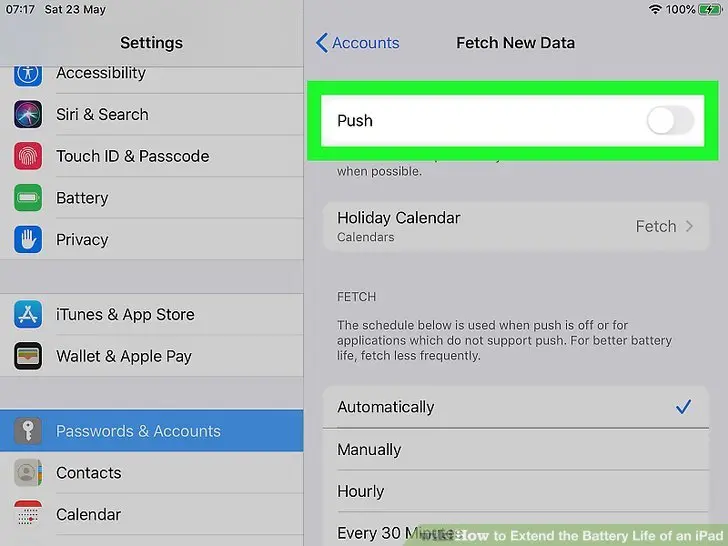 07:17 Sat 23 May
100%
Settings
Accessibility
Siri & Search
Touch ID & Passcode
Battery
Privacy
iTunes & App Store
Wallet & Apple Pay
Passwords & Accounts
Contacts
Calendar
Accounts
Fetch New Data
Push
when possible.
Holiday Calendar
Calendars
Fetch
FETCH
The schedule below is used when push is off or for
applications which do not support push. For better battery
life, fetch less frequently.
Automatically
Manually
Hourly
Every 30 Minutes
wikiHow to Extend the Battery Life of an iPad